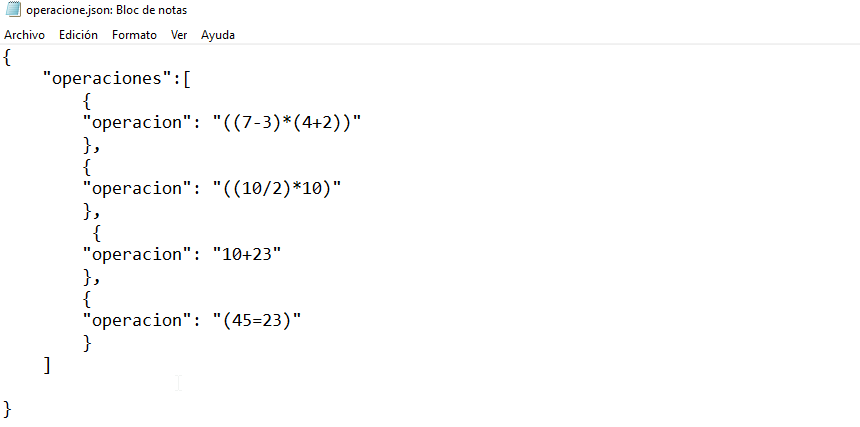 operacione.json: Bloc de notas
Archivo Edición Formato Ver Ayuda
{
"operaciones":[
{
"operacion": "((7-3)*(4+2))"
},
{
"operacion": "((10/2)*10)"
},
{
"operacion": "10+23"
},
{
"operacion": "(45=23)"
}
]
}